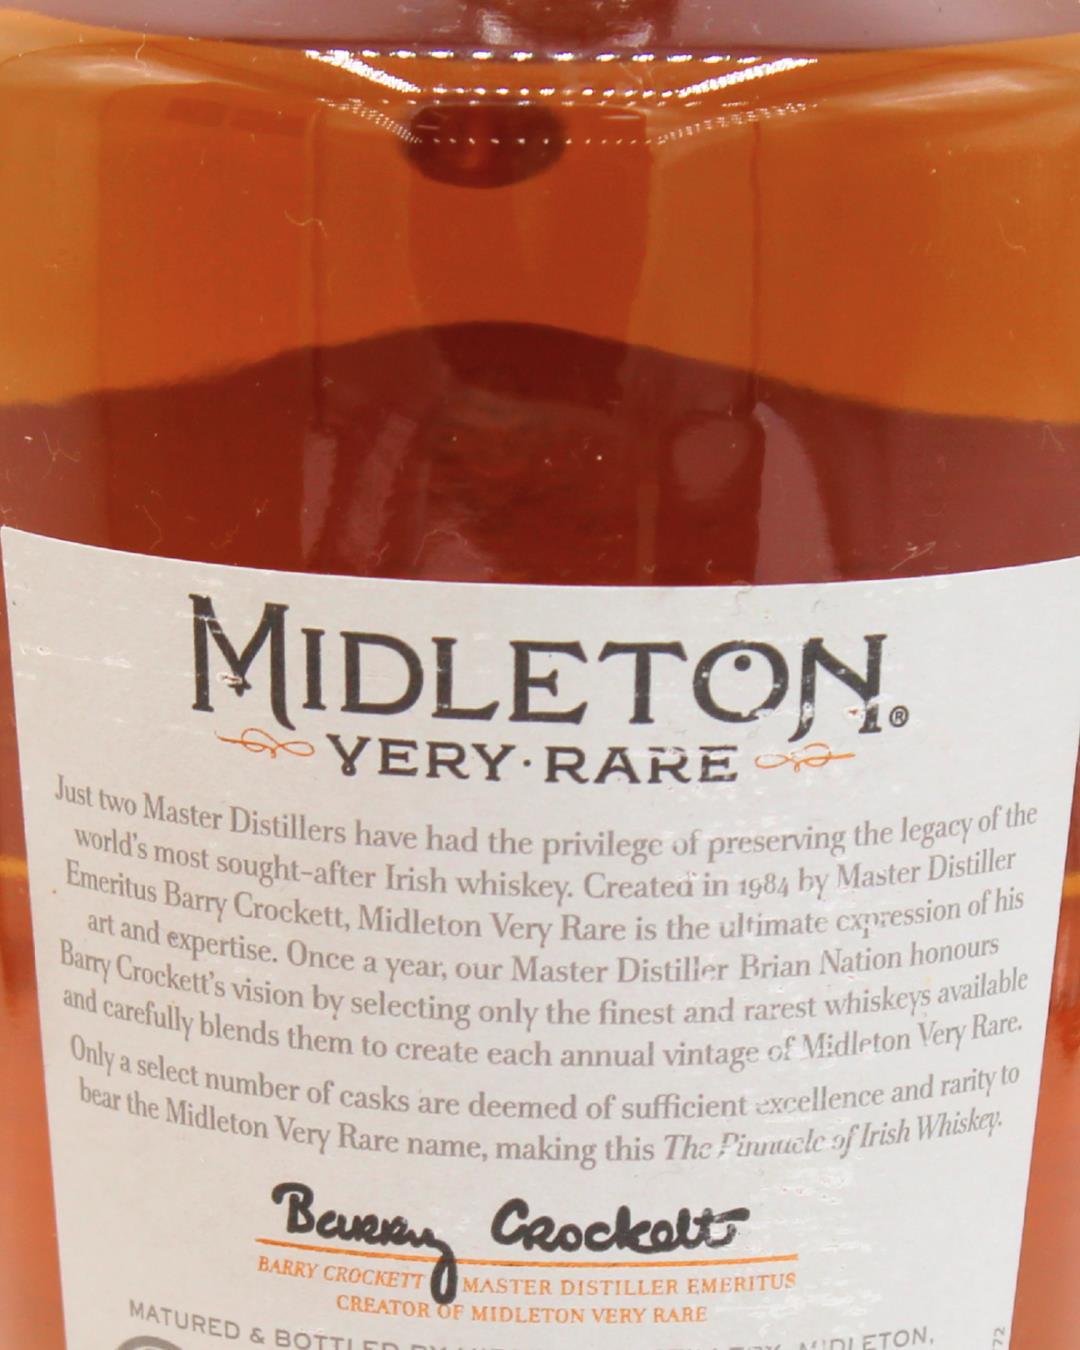 MIDLETON®
VERY·RARE
Just two Master Distillers have had the privilege of preserving the legacy of the
world's most sought-after Irish whiskey. Created in 1984 by Master Distiller
Emeritus Barry Crockett, Midleton Very Rare is the ultimate expression of his
art and expertise. Once a year, our Master Distiller Brian Nation honours
Barry Crockett's vision by selecting only the finest and rarest whiskeys available
and carefully blends them to create each annual vintage of Midleton Very Rare.
Only a select number of casks are deemed of sufficient excellence and rarity to
bear the Midleton Very Rare name, making this The Pinnacle of Irish Whiskey.
Barry Crockett
BARRY CROCKETT MASTER DISTILLER EMERITUS
CREATOR OF MIDLETON VERY RARE
MATURED & BOTTLED BY MIDLETON,
72